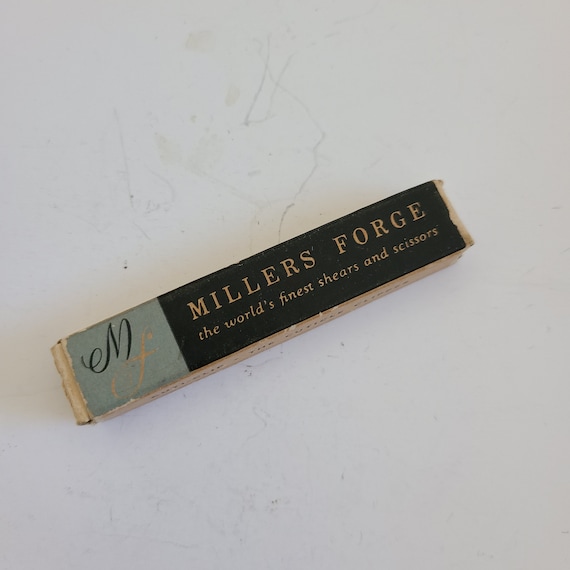 Mf
MILLERS' FORGE
the world's finest shears and scissors